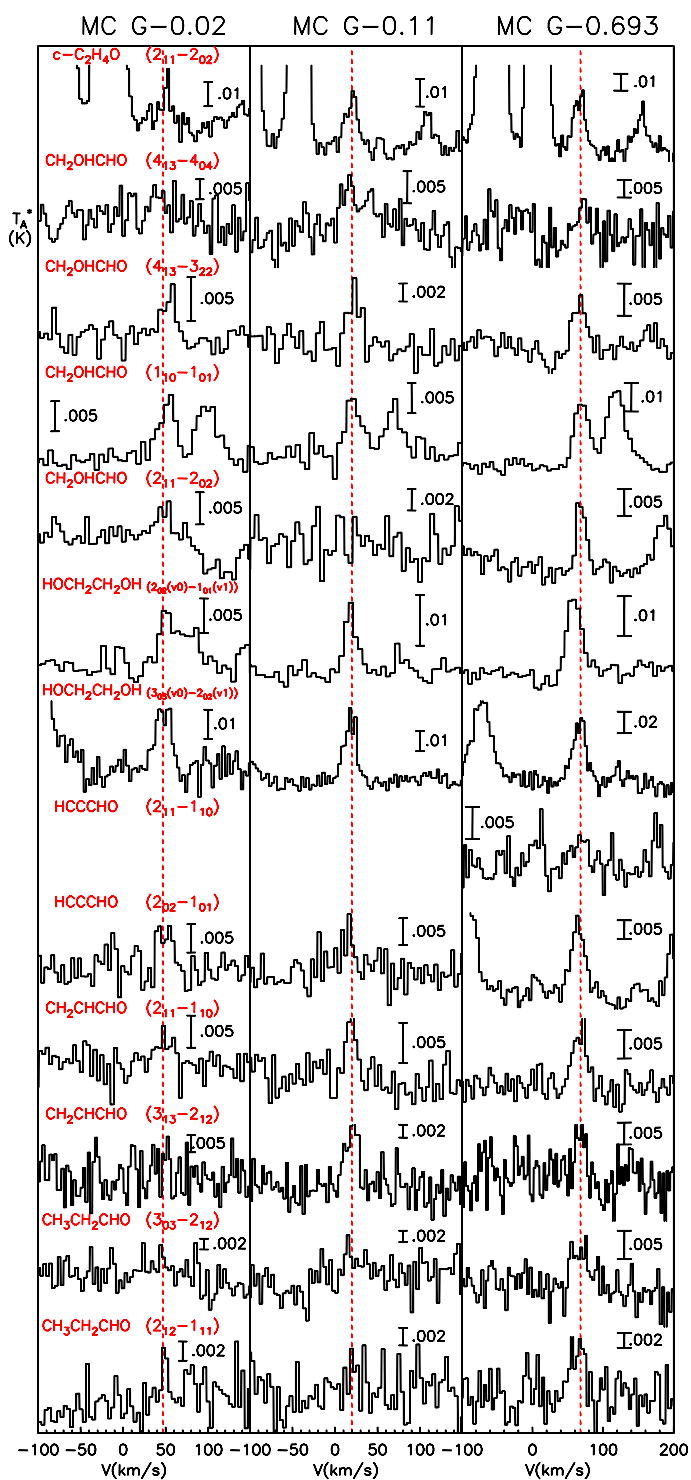 MC G-0.02 MC G-0.11 MC G-0.693
c-C₂H₄O (2₁₁-2₀₂)
.01 .01 .01
CH₂OHCHO (4₁₃-4₀₄)
.005 .005 .005
T_A*
(K)
CH₂OHCHO (4₁₃-3₂₂)
.005 .002 .005
CH₂OHCHO (1₁₀-1₀₁)
.005 .005 .01
CH₂OHCHO (2₁₁-2₀₂)
.005 .002 .005
HOCH₂CH₂OH (2₀₂(v0)-1₀₁(v1))
.005 .01 .01
HOCH₂CH₂OH (3₀₃(v0)-2₀₂(v1))
.01 .01 .02
HCCCHO (2₁₁-1₁₀)
.005
HCCCHO (2₀₂-1₀₁)
.005 .005 .005
CH₂CHCHO (2₁₁-1₁₀)
.005 .005 .005
CH₂CHCHO (3₁₃-2₁₂)
.005 .002 .005
CH₃CH₂CHO (3₀₃-2₁₂)
.002 .002 .005
CH₃CH₂CHO (2₁₂-1₁₁)
.002 .002 .002
-100 -50 0 50 100 -100 -50 0 50 100 -100 0 100 200
V(km/s) V(km/s) V(km/s)